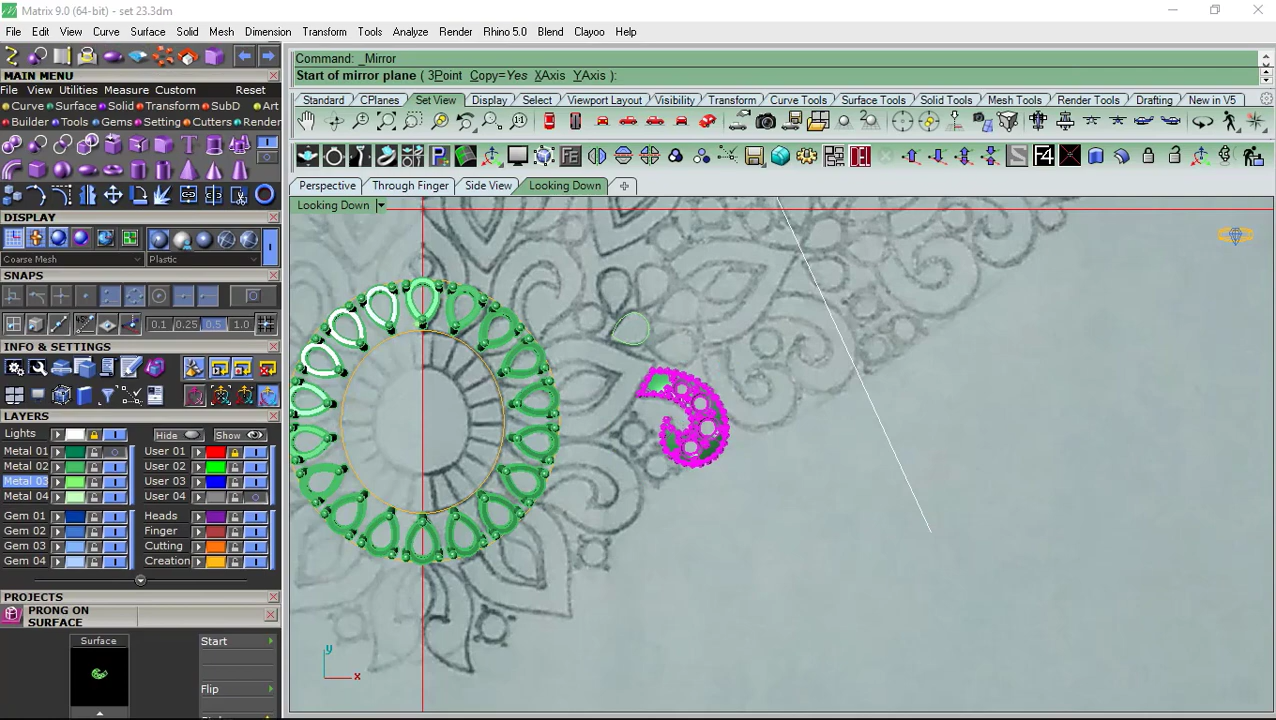 Matrix 9.0 (64-bit) - set 23.3dm
File Edit View Curve Surface Solid Mesh Dimension Transform Tools Analyze Render Rhino 5.0 Blend Clayoo Help
Command: _Mirror
Start of mirror plane ( 3Point Copy=Yes XAxis YAxis ):
MAIN MENU
File View Utilities Measure Custom
Curve Surface Solid Transform SubD Art
Builder Tools Gems Setting Cutters Render
Standard CPlanes Set View Display Select Viewport Layout Visibility Transform Curve Tools Surface Tools Solid Tools Mesh Tools Render Tools Drafting New in V5
Perspective Through Finger Side View Looking Down
Looking Down
DISPLAY
Coarse Mesh Plastic
SNAPS
0.1 0.25 0.5 1.0
INFO & SETTINGS
LAYERS
Lights Hide Show
Metal 01 User 01
Metal 02 User 02
Metal 03 User 03
Metal 04 User 04
Gem 01 Heads
Gem 02 Finger
Gem 03 Cutting
Gem 04 Creation
PROJECTS
PRONG ON SURFACE
Surface
Start
Flip
y
x